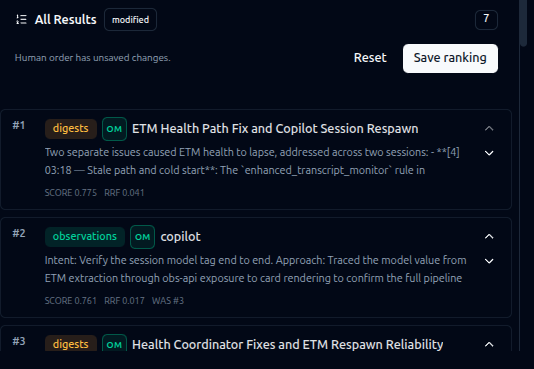 All Results modified 7
Human order has unsaved changes. Reset Save ranking
#1 digests OM ETM Health Path Fix and Copilot Session Respawn
Two separate issues caused ETM health to lapse, addressed across two sessions: - **[4]
03:18 — Stale path and cold start**: The `enhanced_transcript_monitor` rule in
SCORE 0.775 RRF 0.041
#2 observations OM copilot
Intent: Verify the session model tag end to end. Approach: Traced the model value from
ETM extraction through obs-api exposure to card rendering to confirm the full pipeline
SCORE 0.761 RRF 0.017 WAS #3
#3 digests OM Health Coordinator Fixes and ETM Respawn Reliability